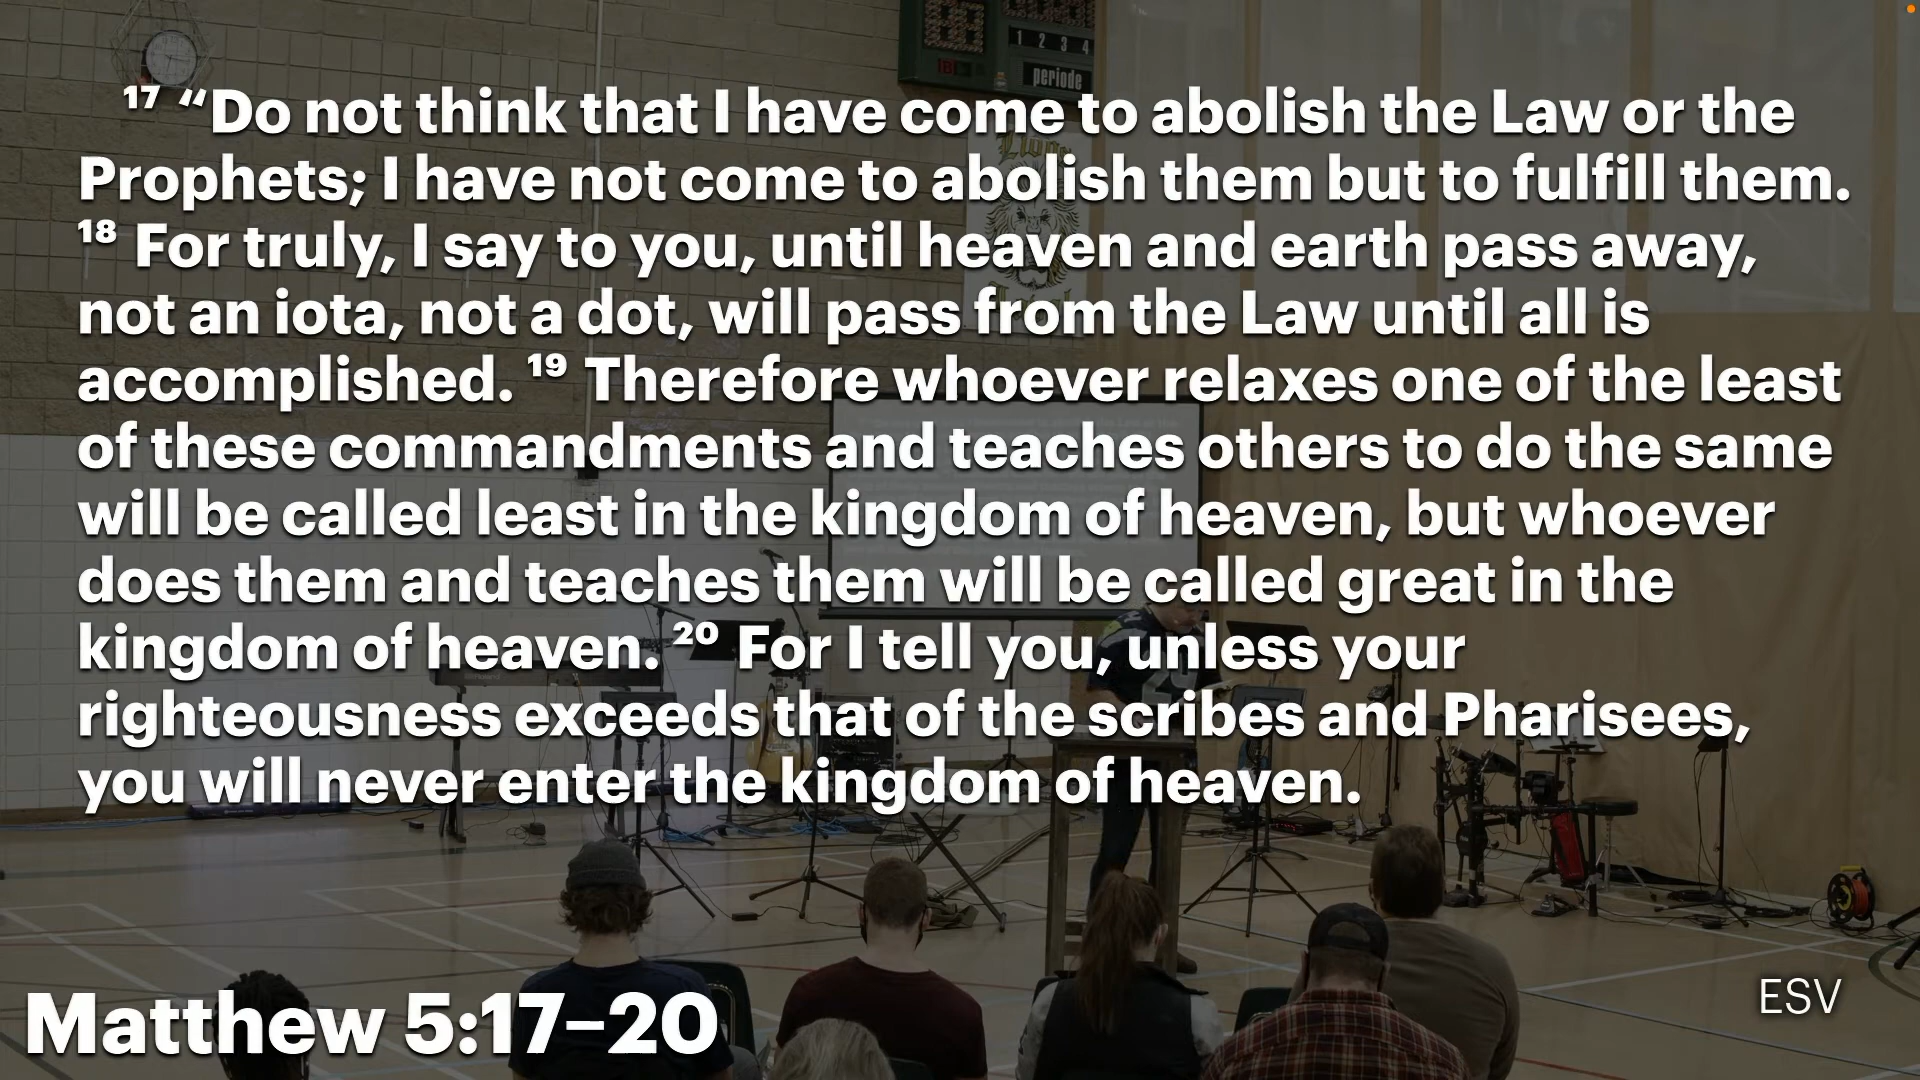 1 2 3 4
periode
¹⁷ “Do not think that I have come to abolish the Law or the
Prophets; I have not come to abolish them but to fulfill them.
¹⁸ For truly, I say to you, until heaven and earth pass away,
not an iota, not a dot, will pass from the Law until all is
accomplished. ¹⁹ Therefore whoever relaxes one of the least
of these commandments and teaches others to do the same
will be called least in the kingdom of heaven, but whoever
does them and teaches them will be called great in the
kingdom of heaven. ²⁰ For I tell you, unless your
righteousness exceeds that of the scribes and Pharisees,
you will never enter the kingdom of heaven.
Matthew 5:17–20
ESV